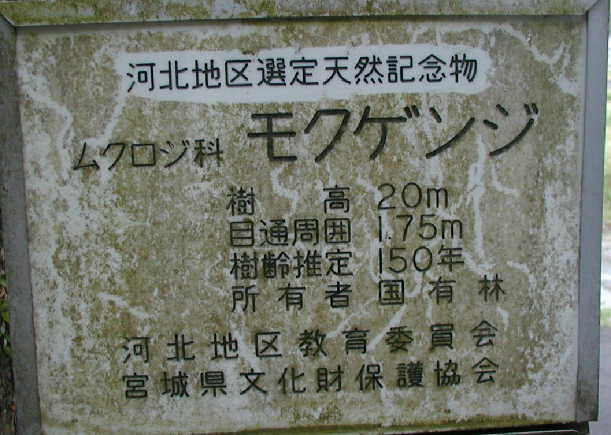 河北地区選定天然記念物
ムクロジ科 モクゲンジ
樹高 20m
目通周囲 1.75m
樹齢推定 150年
所有者 国有林
河北地区教育委員会
宮城県文化財保護協会